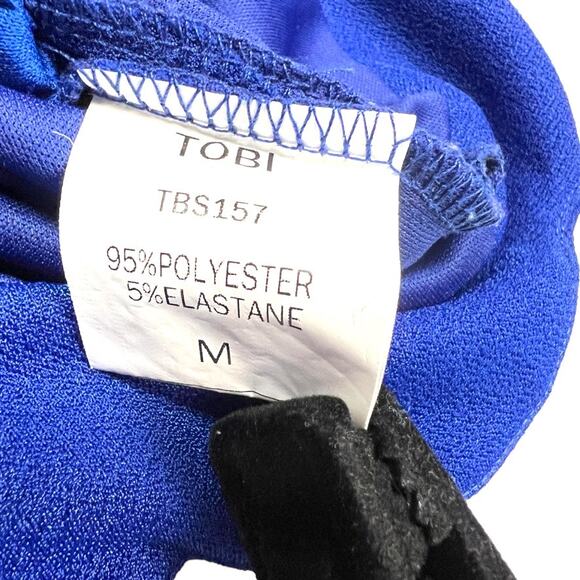 TOBI
TBS157
95%POLYESTER
5%ELASTANE
M